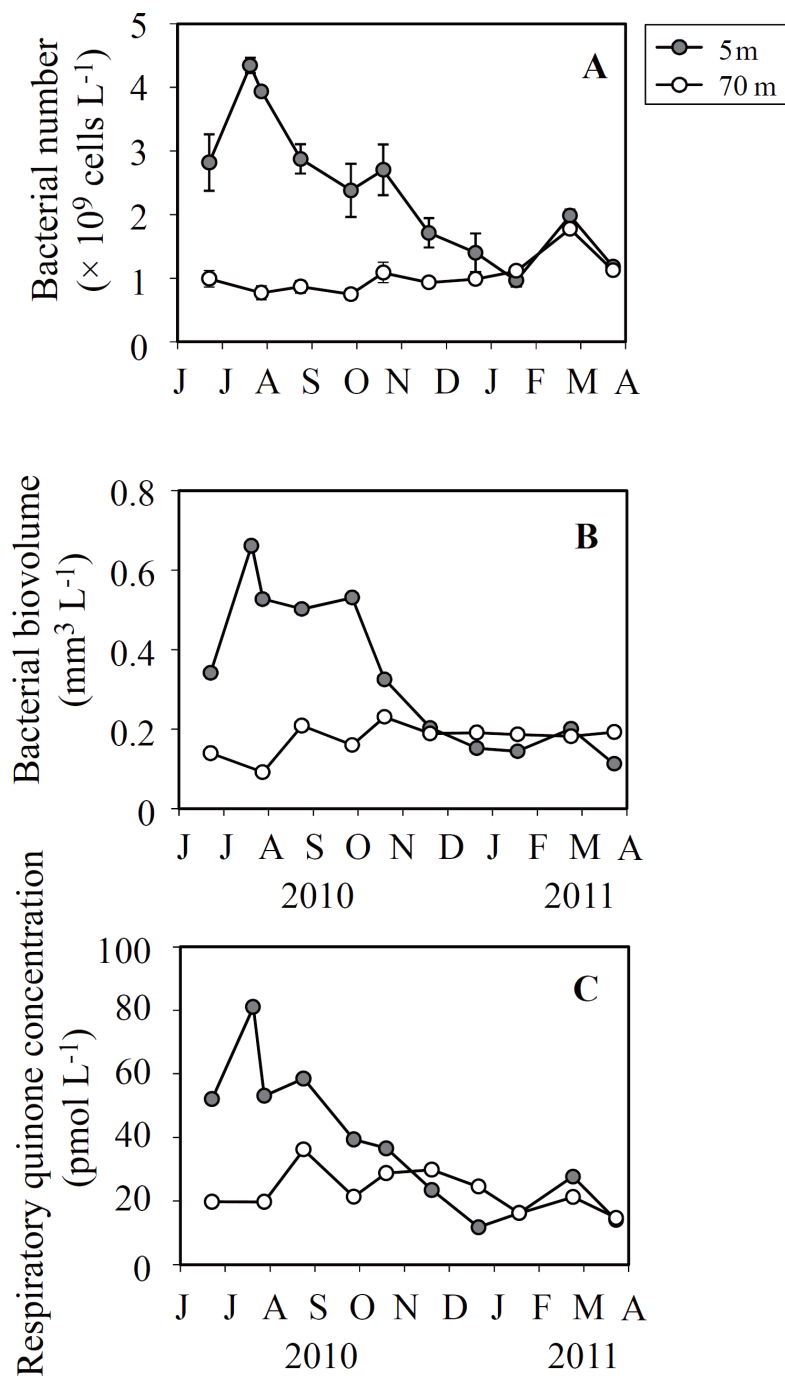 5 m
70 m
A
Bacterial number
(× 10⁹ cells L⁻¹)
5
4
3
2
1
0
J J A S O N D J F M A
B
Bacterial biovolume
(mm³ L⁻¹)
0.8
0.6
0.4
0.2
0
J J A S O N D J F M A
2010 2011
C
Respiratory quinone concentration
(pmol L⁻¹)
100
80
60
40
20
0
J J A S O N D J F M A
2010 2011